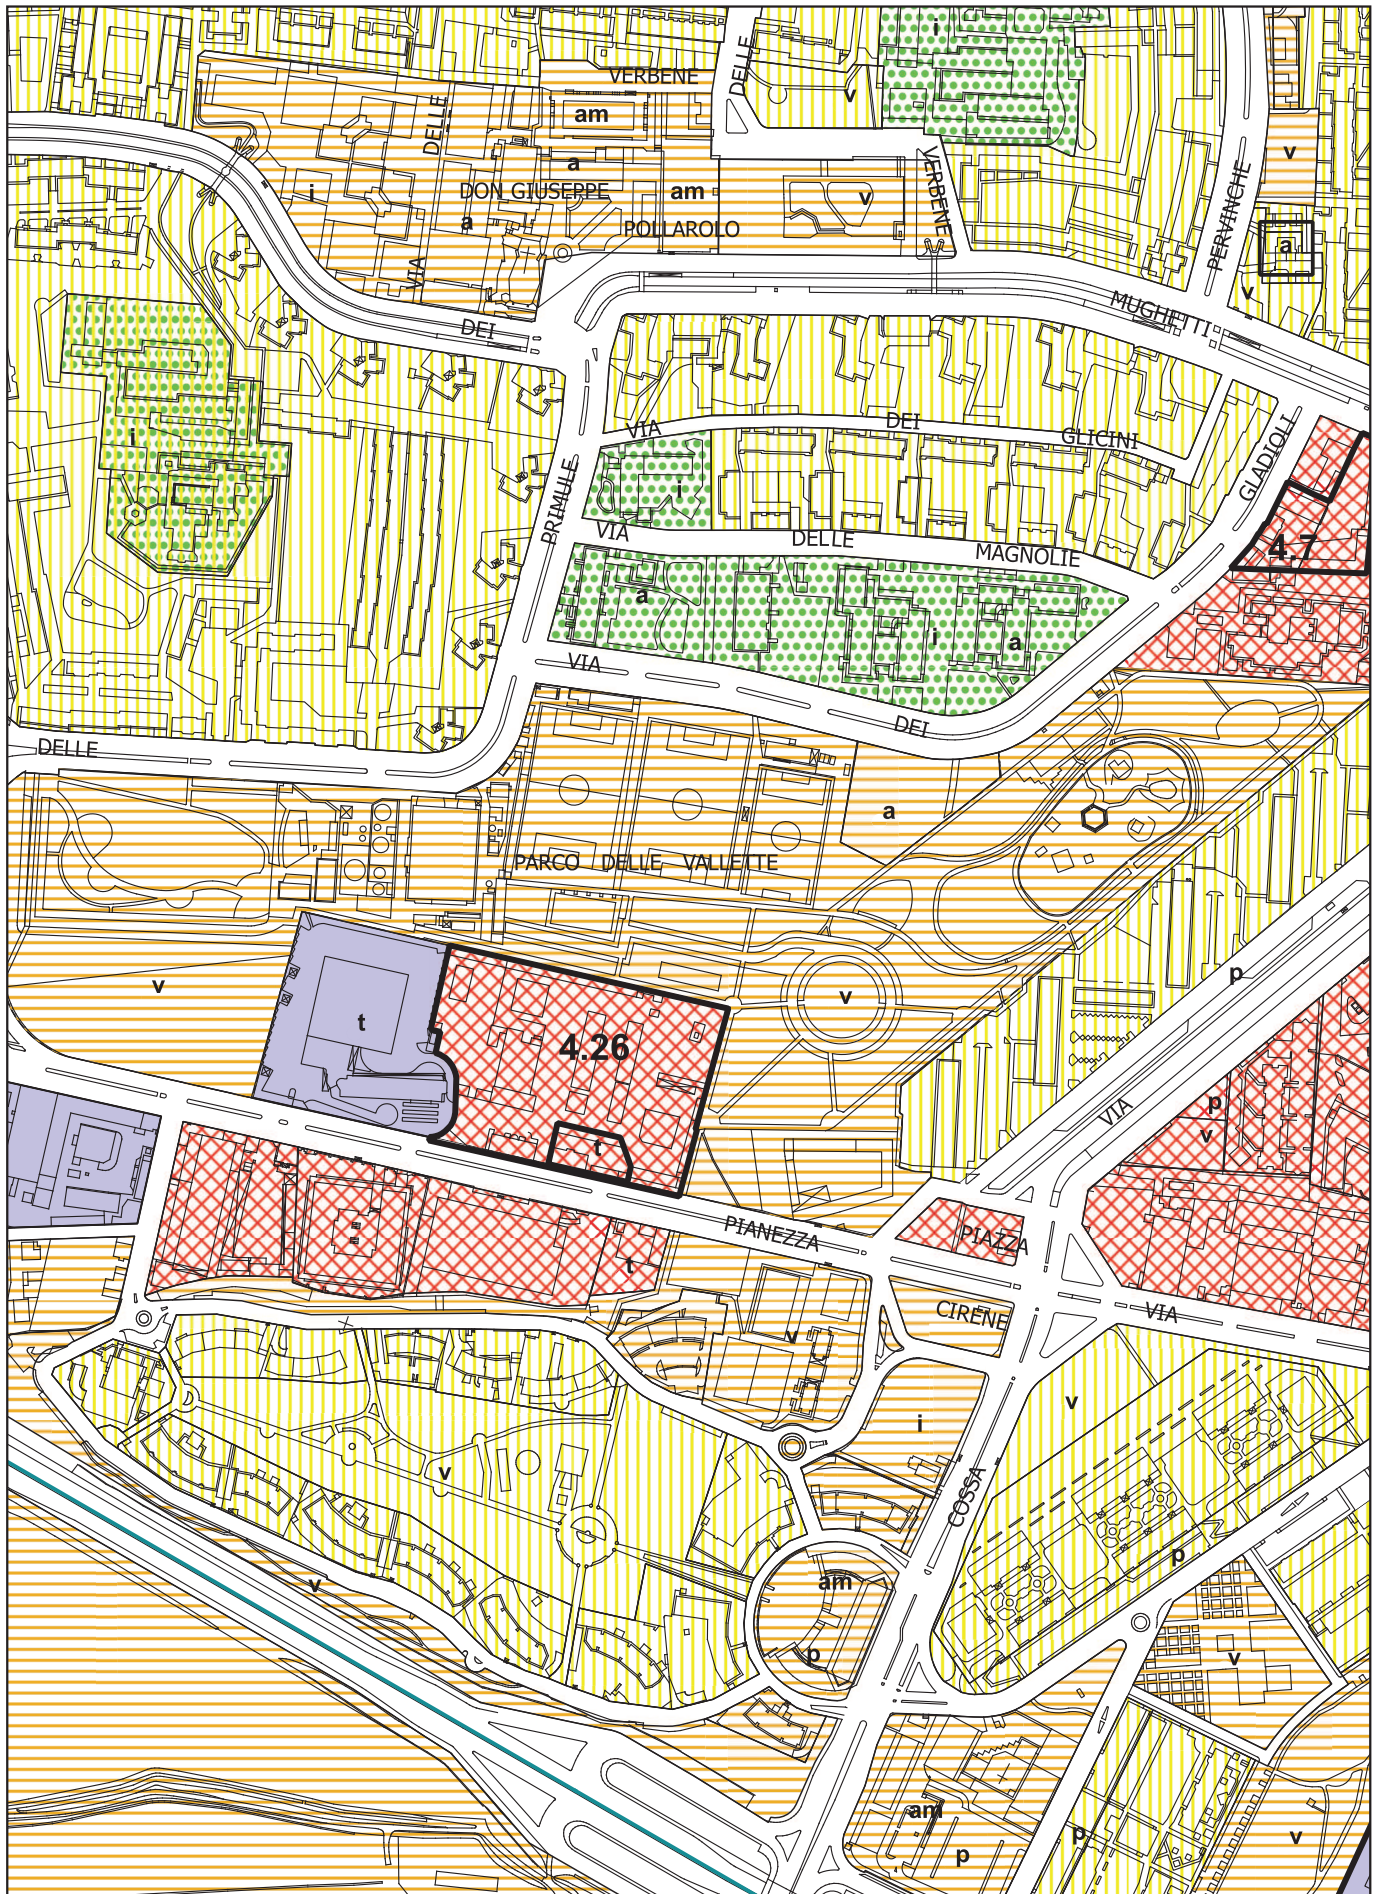 i
VERBENE
DELLE
v
am
DELLE
a
v
VERBENE
DON GIUSEPPE
am
v
i
a
POLLAROLO
PERVINCHE
a
VIA
v
DEI
MUGHETTI
VIA
DEI
GLICINI
i
GLADIOLI
PRIMULE
i
VIA
DELLE
MAGNOLIE
4.7
a
i
a
VIA
DEI
DELLE
a
PARCO DELLE VALLETTE
v
t
v
p
4.26
VIA
p
v
t
PIANEZZA
PIAZZA
t
CIRENE
VIA
v
v
i
v
COSSA
p
v
am
p
v
am
p
p
v